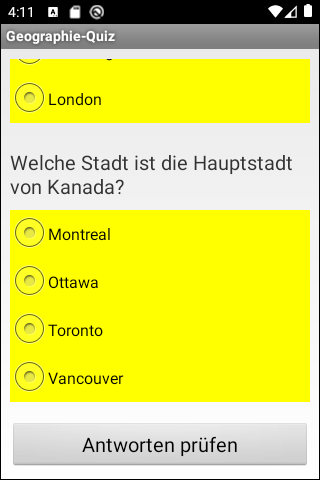 4:11
Geographie-Quiz
London
Welche Stadt ist die Hauptstadt
von Kanada?
Montreal
Ottawa
Toronto
Vancouver
Antworten prüfen